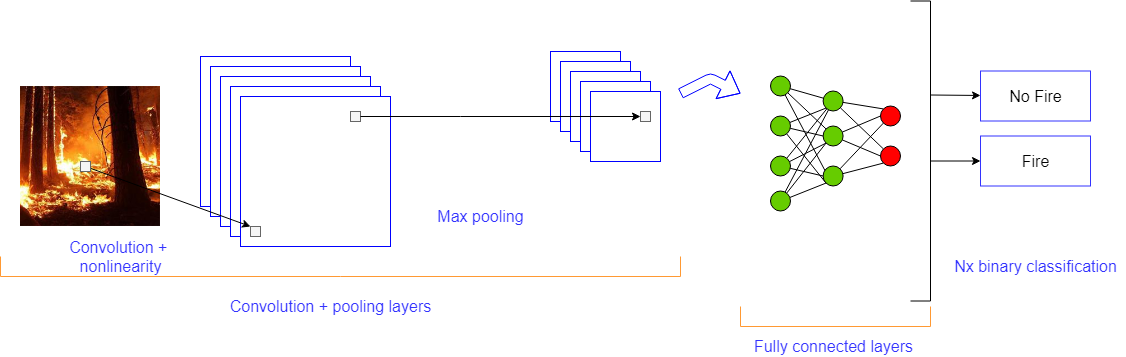 No Fire
Fire
Max pooling
Convolution +
nonlinearity
Nx binary classification
Convolution + pooling layers
Fully connected layers